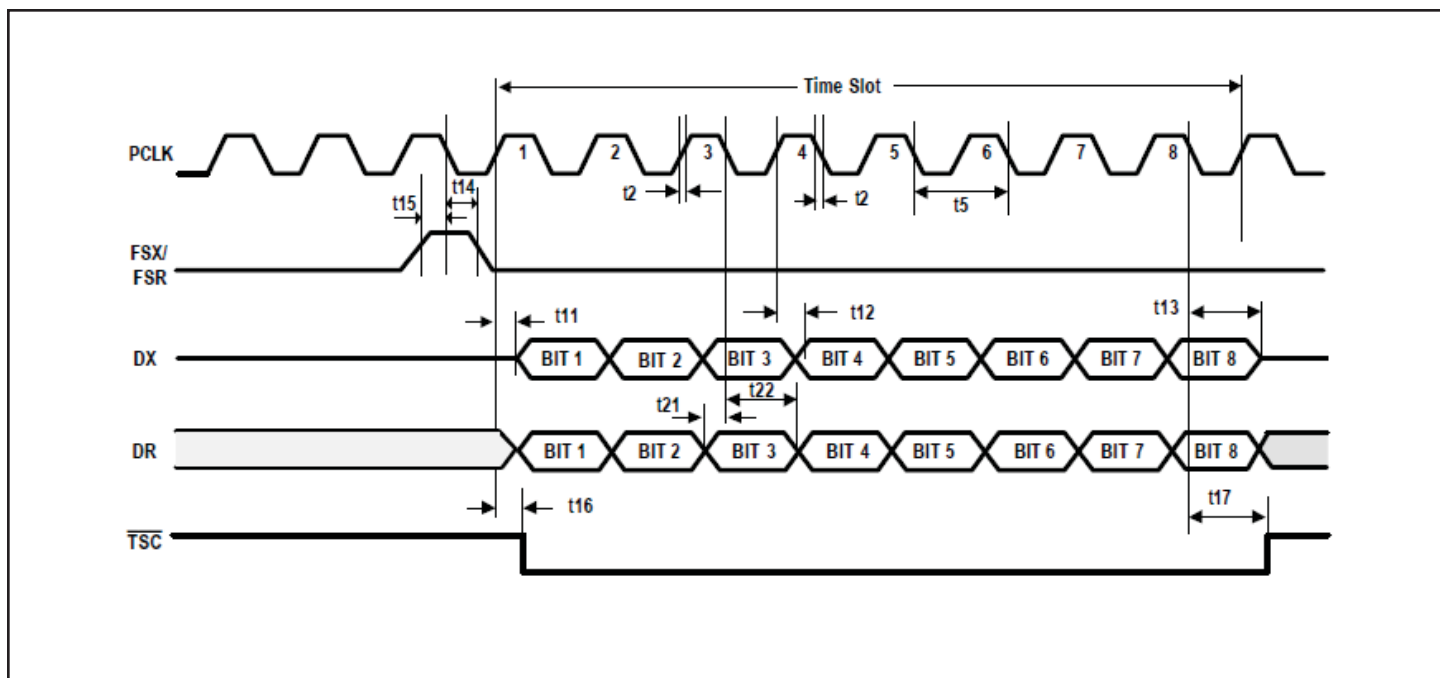 Time Slot
PCLK
1 2 3 4 5 6 7 8
t15 t14 t2 t2 t5
FSX/
FSR
t11 t12 t13
DX
BIT 1 BIT 2 BIT 3 BIT 4 BIT 5 BIT 6 BIT 7 BIT 8
t21 t22
DR
BIT 1 BIT 2 BIT 3 BIT 4 BIT 5 BIT 6 BIT 7 BIT 8
t16 t17
TSC